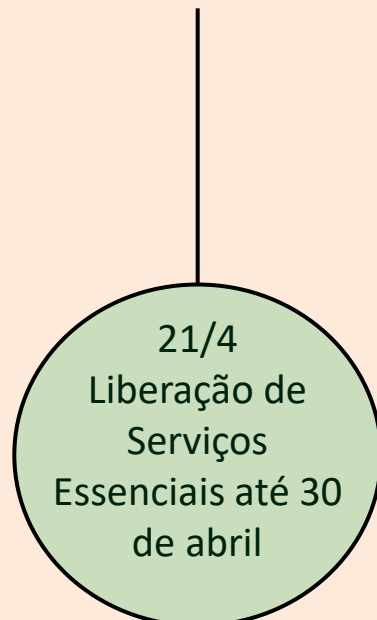 21/4
Liberação de
Serviços
Essenciais até 30
de abril